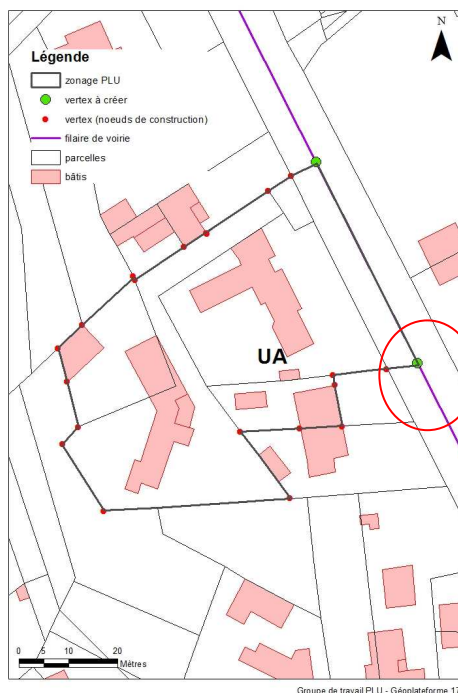 N
Légende
zonage PLU
vertex à créer
vertex (noeuds de construction)
filaire de voirie
parcelles
bâtis
UA
0 5 10 20
Mètres
Groupe de travail PLU - Géoplateforme 17